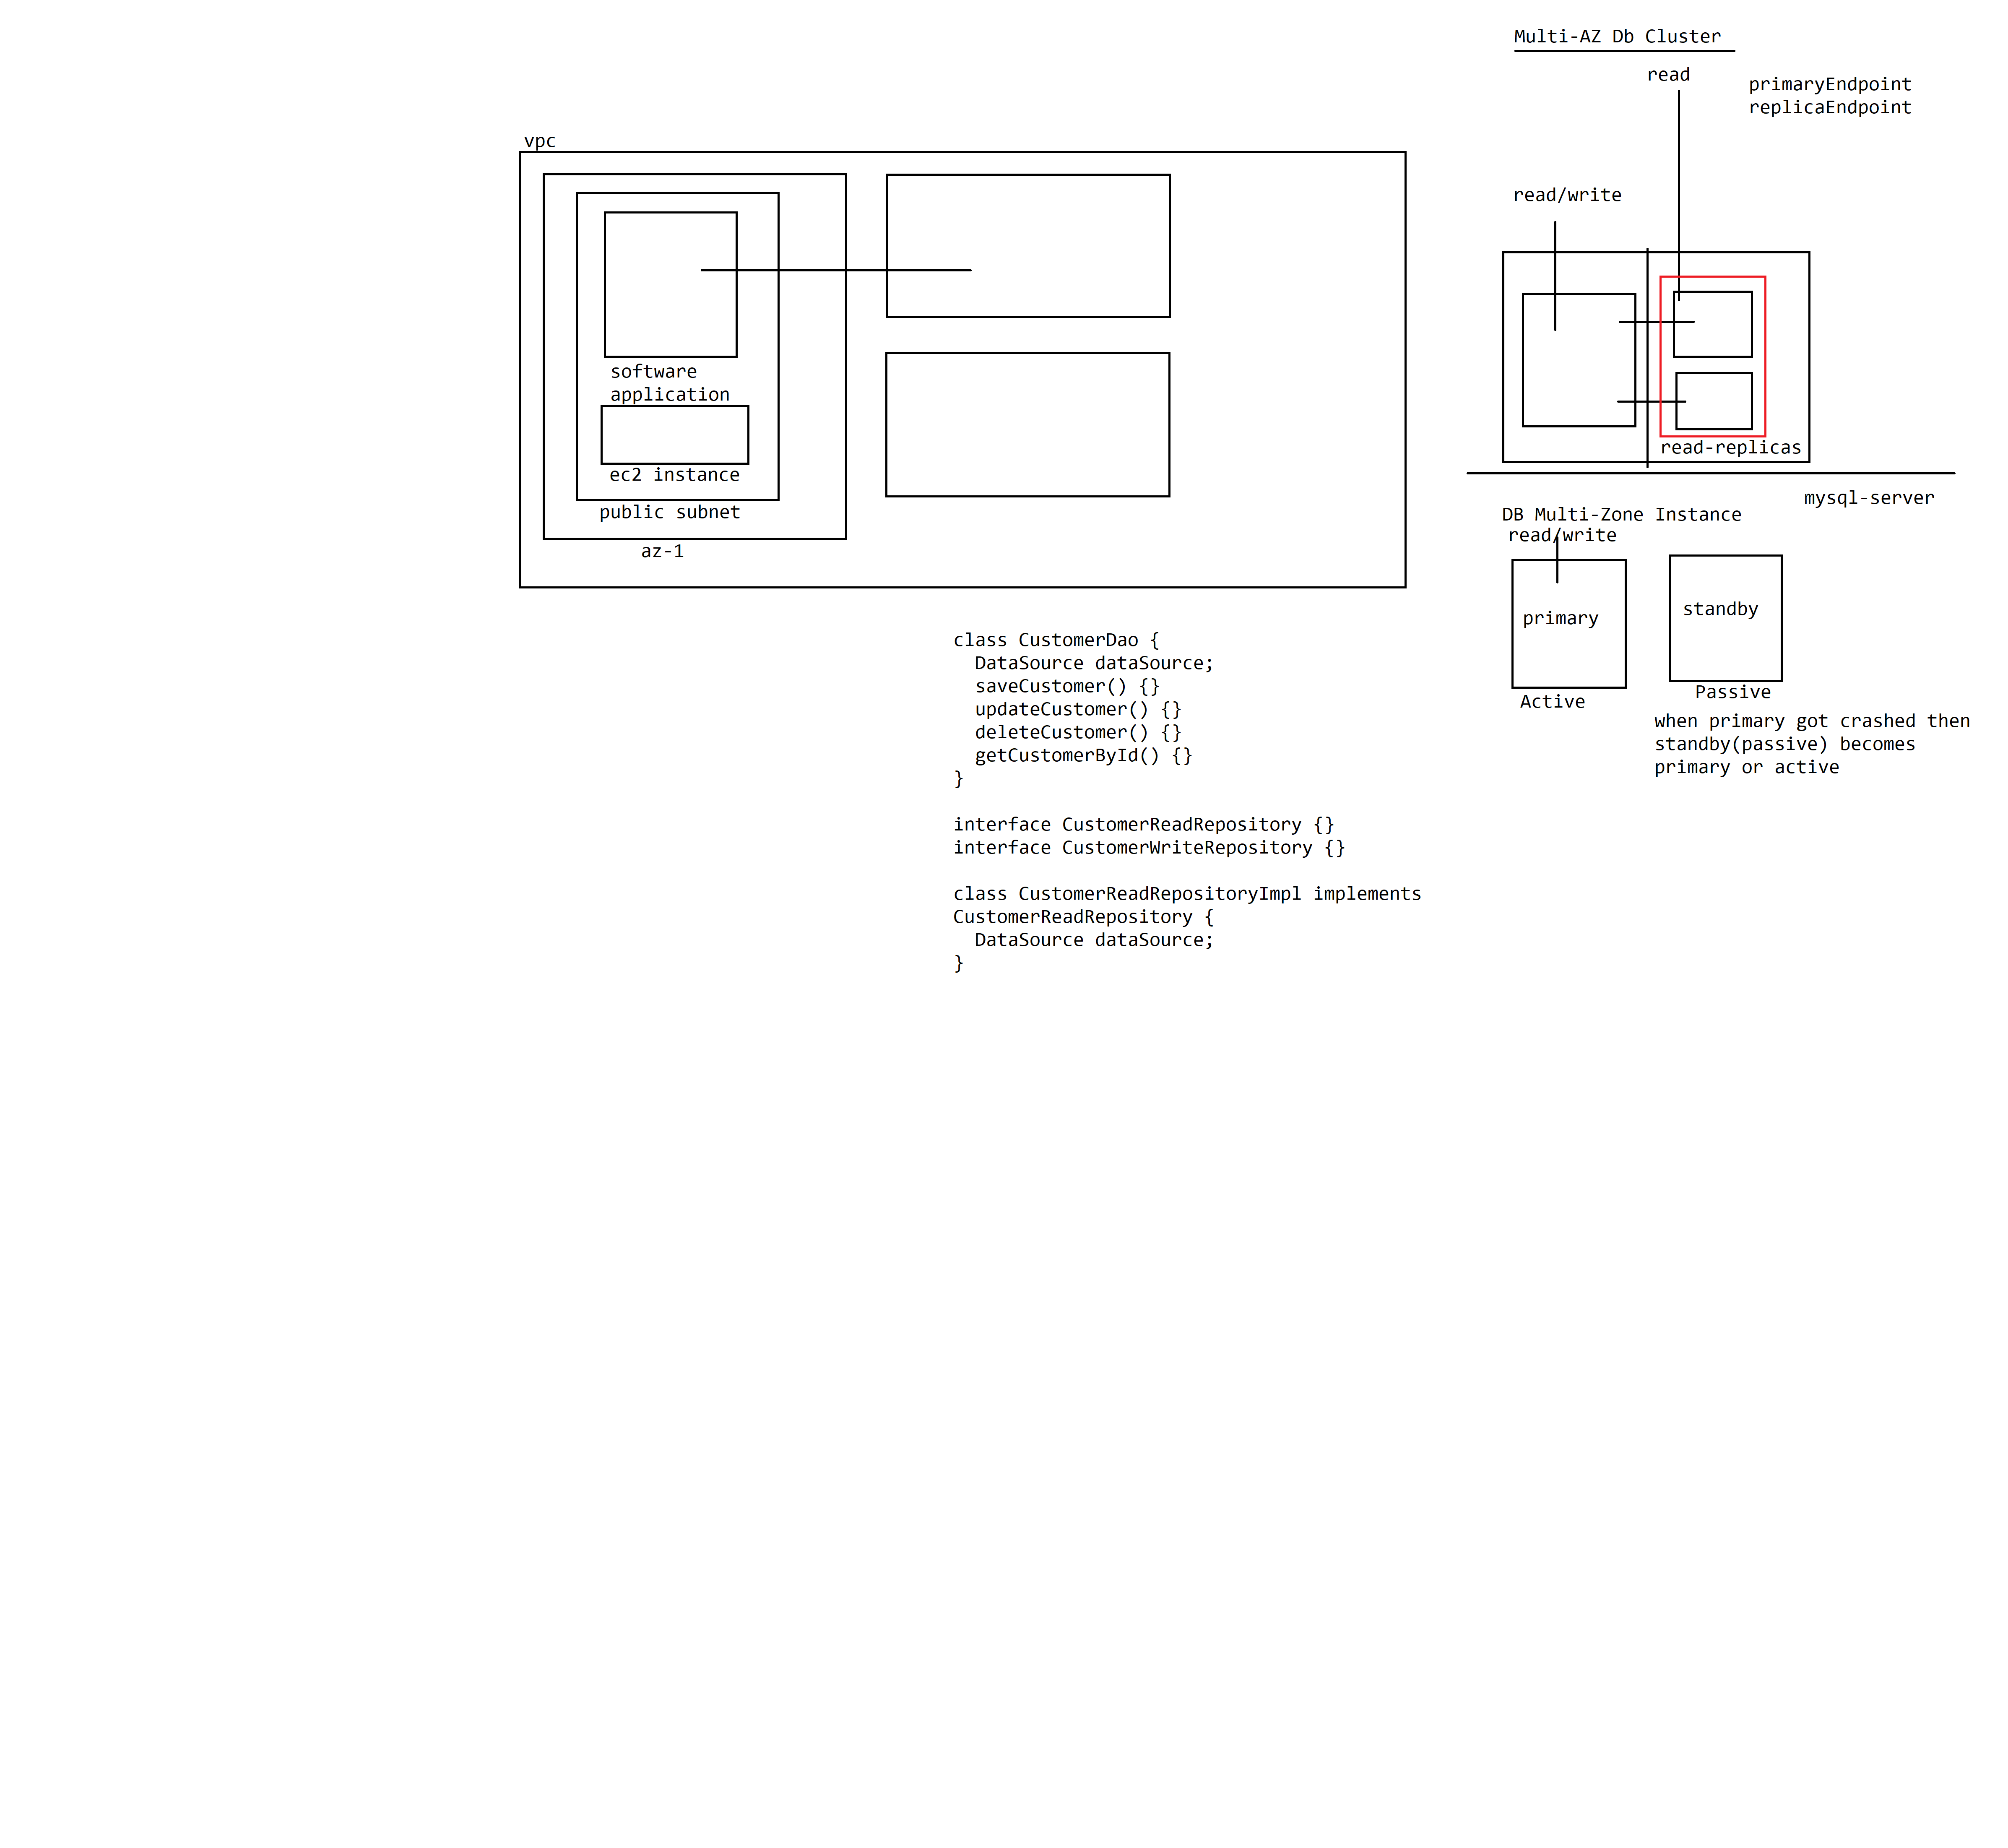 Multi-AZ Db Cluster
read
primaryEndpoint
replicaEndpoint
vpc
read/write
software
application
ec2 instance
public subnet
az-1
read-replicas
mysql-server
DB Multi-Zone Instance
read/write
primary
standby
Active
Passive
when primary got crashed then
standby(passive) becomes
primary or active
class CustomerDao {
  DataSource dataSource;
  saveCustomer() {}
  updateCustomer() {}
  deleteCustomer() {}
  getCustomerById() {}
}
interface CustomerReadRepository {}
interface CustomerWriteRepository {}
class CustomerReadRepositoryImpl implements
CustomerReadRepository {
  DataSource dataSource;
}